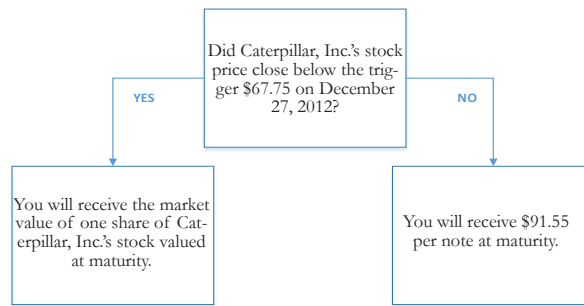 Did Caterpillar, Inc.'s stock
price close below the trig-
ger $67.75 on December
27, 2012?
YES
NO
You will receive the market
value of one share of Cat-
erpillar, Inc.'s stock valued
at maturity.
You will receive $91.55
per note at maturity.